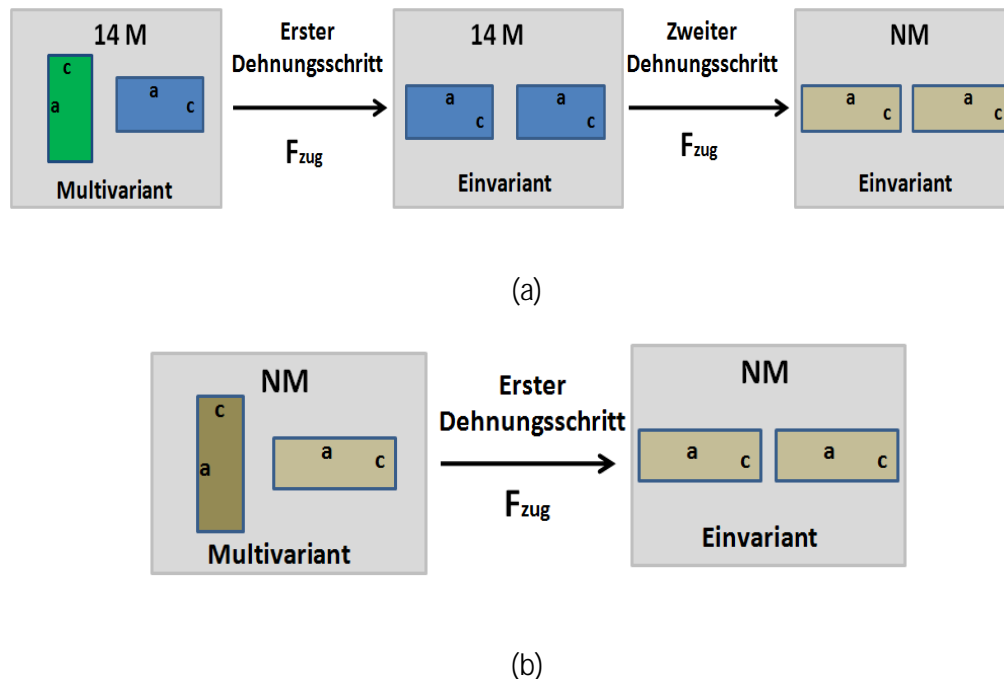 14 M
c
a
a
c
Multivariant
Erster
Dehnungsschritt
Fzug
14 M
a
c
a
c
Einvariant
Zweiter
Dehnungsschritt
Fzug
NM
a
c
a
c
Einvariant
(a)
NM
c
a
a
c
Multivariant
Erster
Dehnungsschritt
Fzug
NM
a
c
a
c
Einvariant
(b)